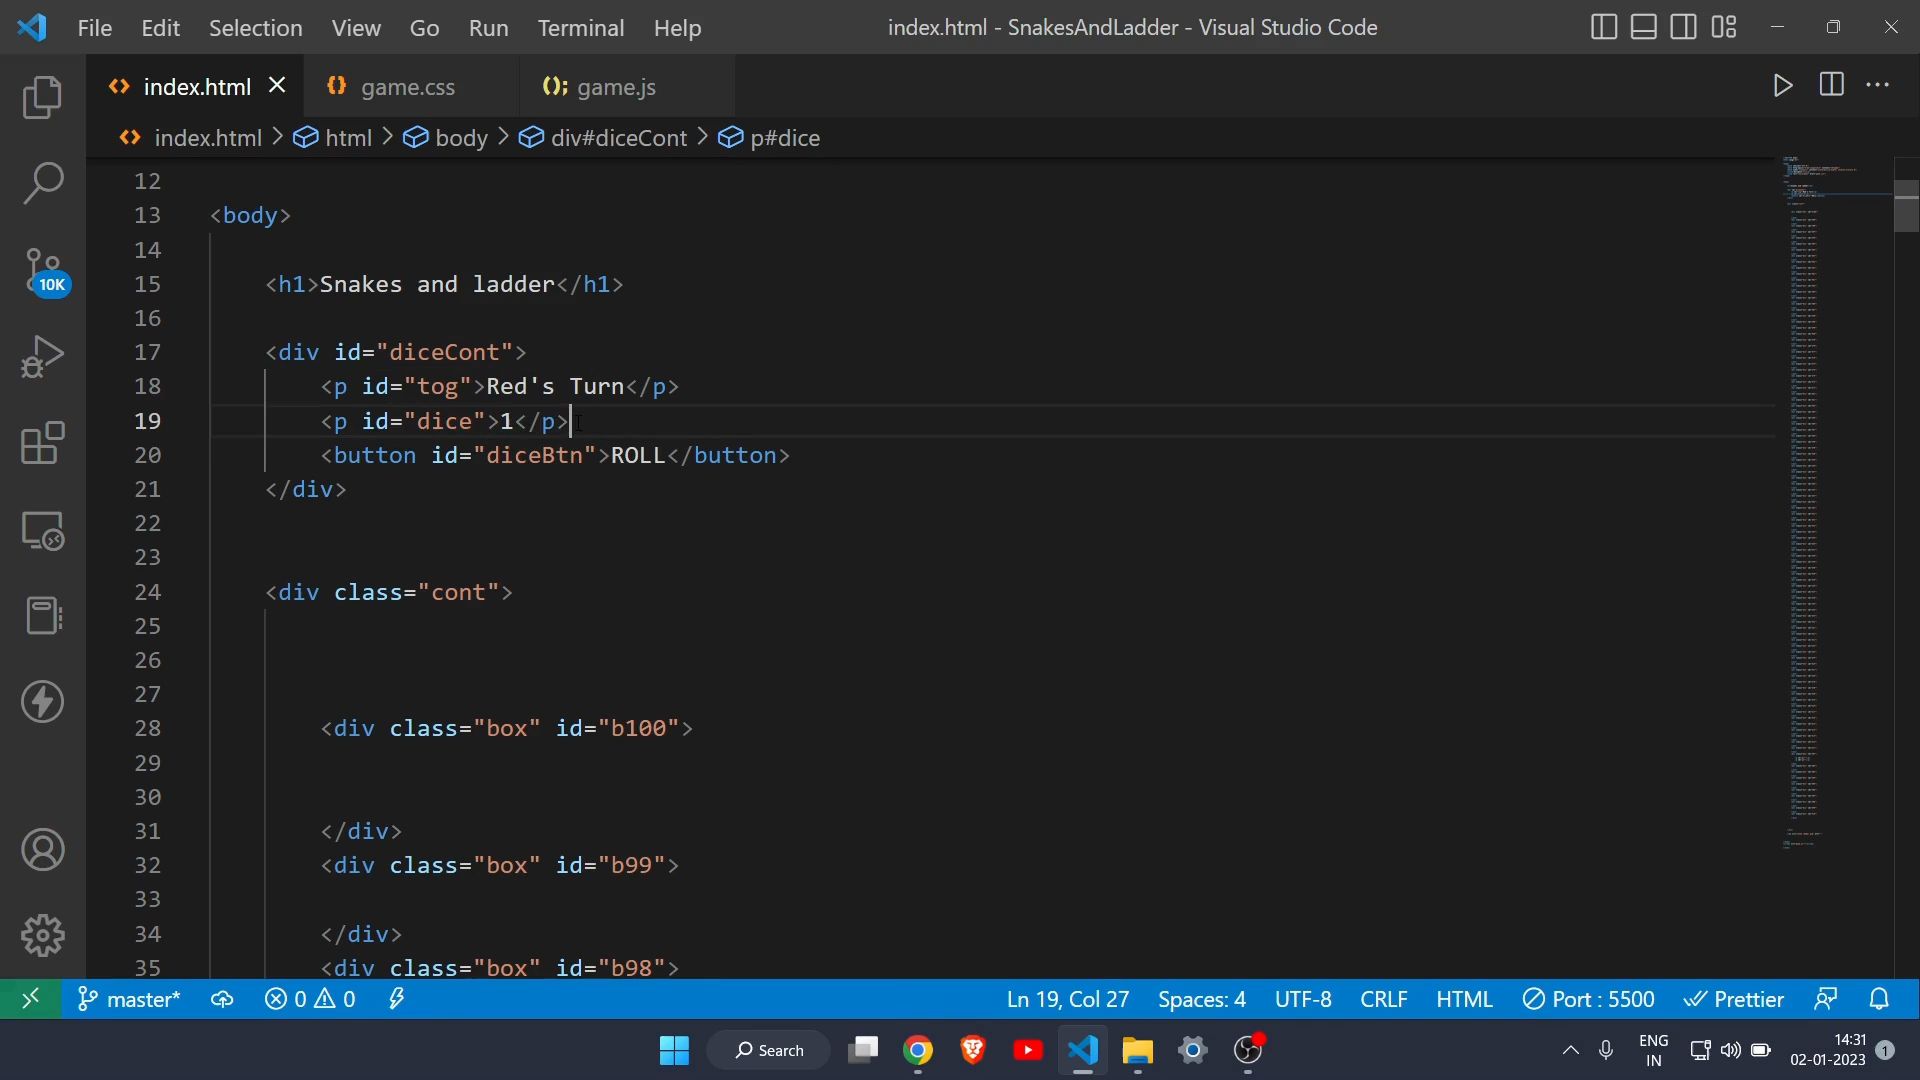 File Edit Selection View Go Run Terminal Help index.html - SnakesAndLadder - Visual Studio Code
index.html game.css game.js
index.html > html > body > div#diceCont > p#dice
12
13 <body>
14
15 <h1>Snakes and ladder</h1>
16
17 <div id="diceCont">
18 <p id="tog">Red's Turn</p>
19 <p id="dice">1</p>
20 <button id="diceBtn">ROLL</button>
21 </div>
22
23
24 <div class="cont">
25
26
27
28 <div class="box" id="b100">
29
30
31 </div>
32 <div class="box" id="b99">
33
34 </div>
35 <div class="box" id="b98">
10K
master* 0 0 Ln 19, Col 27 Spaces: 4 UTF-8 CRLF HTML Port : 5500 Prettier
Search ENG IN 14:31 02-01-2023 1